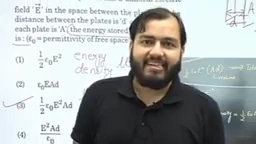 field 'E' in the space between the pl
distance between the plates is 'd'
each plate is 'A', the energy stored
is : (ε₀ = permittivity of free space
(1) 1/2 ε₀E²
energy
density
(2) ε₀EAd
(3) 1/2 ε₀E²Ad
(4) E²Ad/ε₀